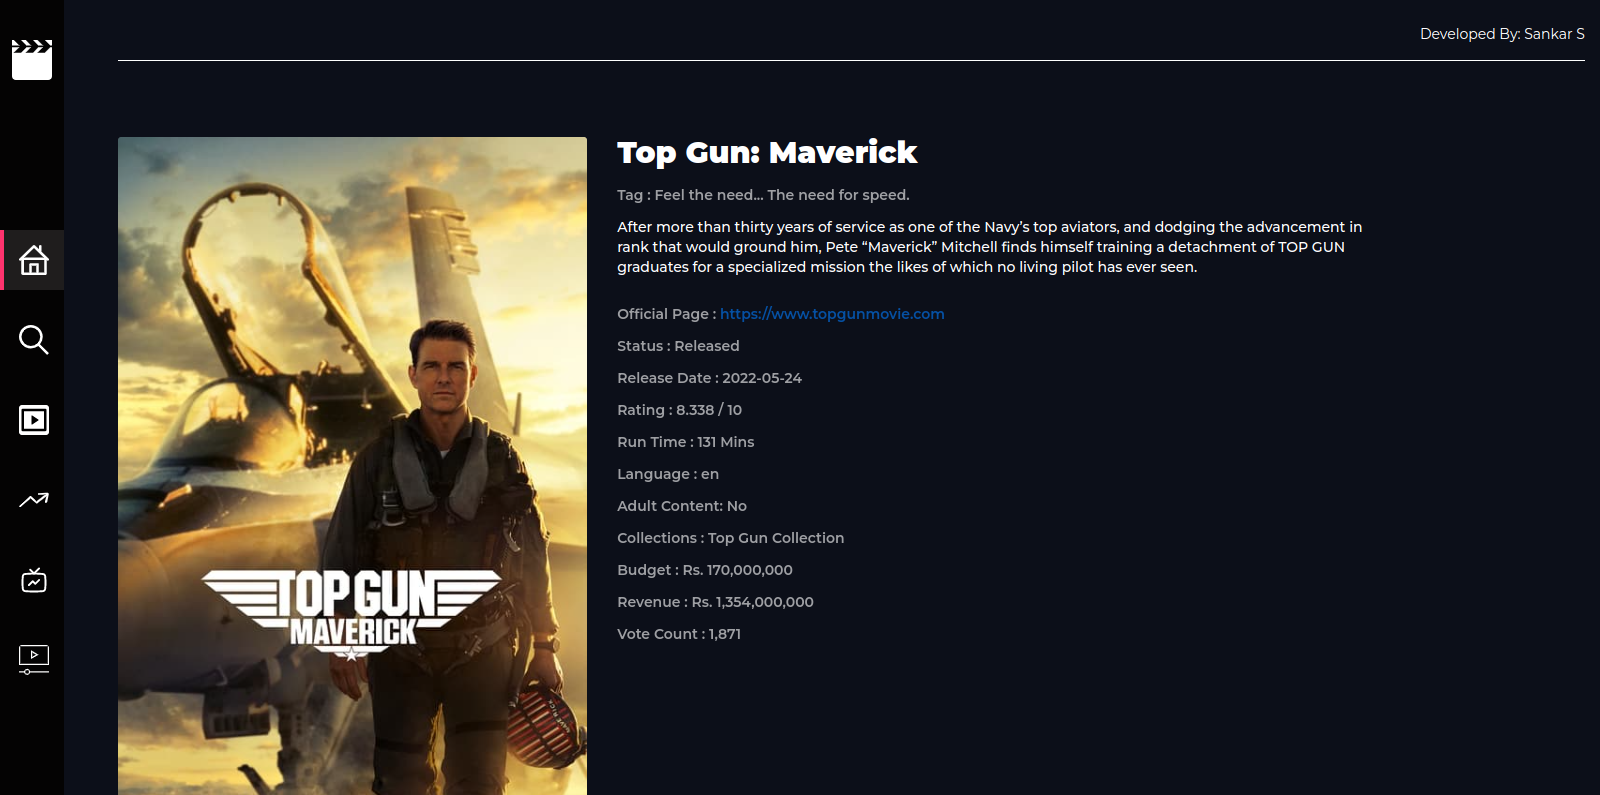 Developed By: Sankar S
Top Gun: Maverick
Tag : Feel the need... The need for speed.
After more than thirty years of service as one of the Navy’s top aviators, and dodging the advancement in
rank that would ground him, Pete “Maverick” Mitchell finds himself training a detachment of TOP GUN
graduates for a specialized mission the likes of which no living pilot has ever seen.
Official Page : https://www.topgunmovie.com
Status : Released
Release Date : 2022-05-24
Rating : 8.338 / 10
Run Time : 131 Mins
Language : en
Adult Content: No
Collections : Top Gun Collection
Budget : Rs. 170,000,000
Revenue : Rs. 1,354,000,000
Vote Count : 1,871
TOP GUN
MAVERICK
MAVERICK